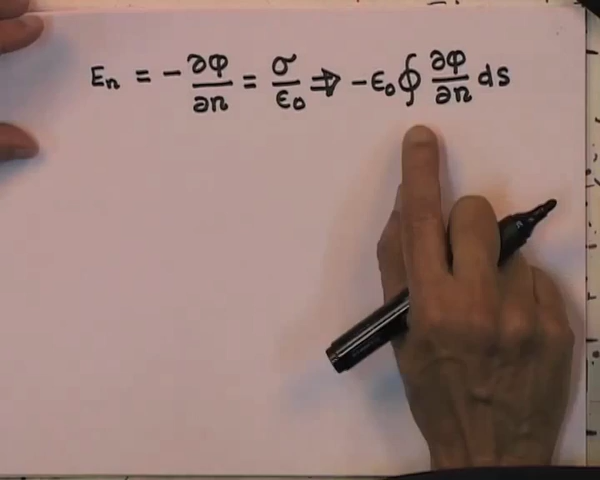 Eₙ = - ∂φ/∂n = σ/ε₀ ⇒ -ε₀ ∮ ∂φ/∂n ds